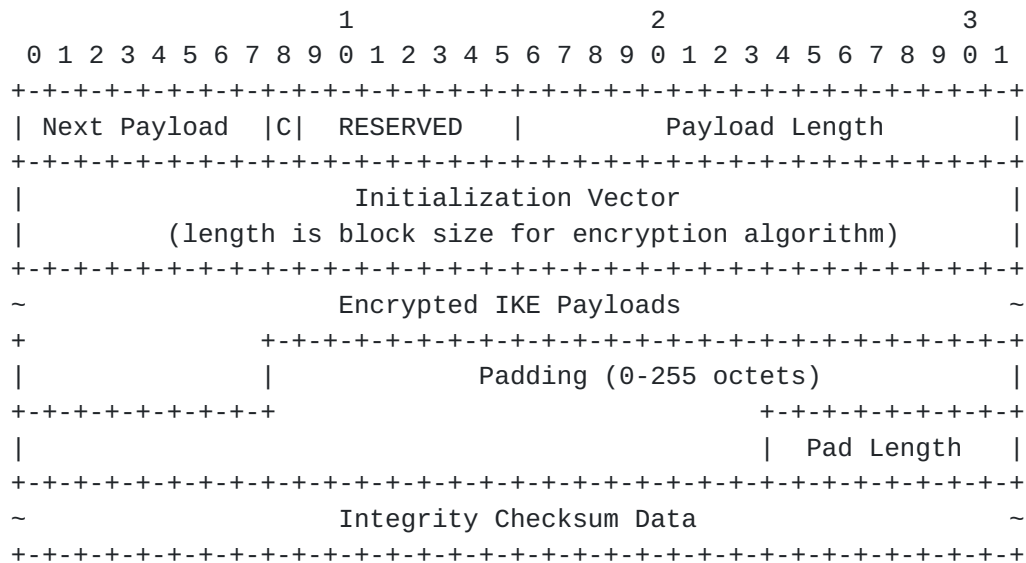 1                   2                   3
 0 1 2 3 4 5 6 7 8 9 0 1 2 3 4 5 6 7 8 9 0 1 2 3 4 5 6 7 8 9 0 1
+-+-+-+-+-+-+-+-+-+-+-+-+-+-+-+-+-+-+-+-+-+-+-+-+-+-+-+-+-+-+-+-+
| Next Payload  |C|  RESERVED   |         Payload Length        |
+-+-+-+-+-+-+-+-+-+-+-+-+-+-+-+-+-+-+-+-+-+-+-+-+-+-+-+-+-+-+-+-+
|                     Initialization Vector                     |
|         (length is block size for encryption algorithm)       |
+-+-+-+-+-+-+-+-+-+-+-+-+-+-+-+-+-+-+-+-+-+-+-+-+-+-+-+-+-+-+-+-+
~                    Encrypted IKE Payloads                     ~
+               +-+-+-+-+-+-+-+-+-+-+-+-+-+-+-+-+-+-+-+-+-+-+-+-+
|               |             Padding (0-255 octets)            |
+-+-+-+-+-+-+-+-+                               +-+-+-+-+-+-+-+-+
|                                               |  Pad Length   |
+-+-+-+-+-+-+-+-+-+-+-+-+-+-+-+-+-+-+-+-+-+-+-+-+-+-+-+-+-+-+-+-+
~                    Integrity Checksum Data                    ~
+-+-+-+-+-+-+-+-+-+-+-+-+-+-+-+-+-+-+-+-+-+-+-+-+-+-+-+-+-+-+-+-+